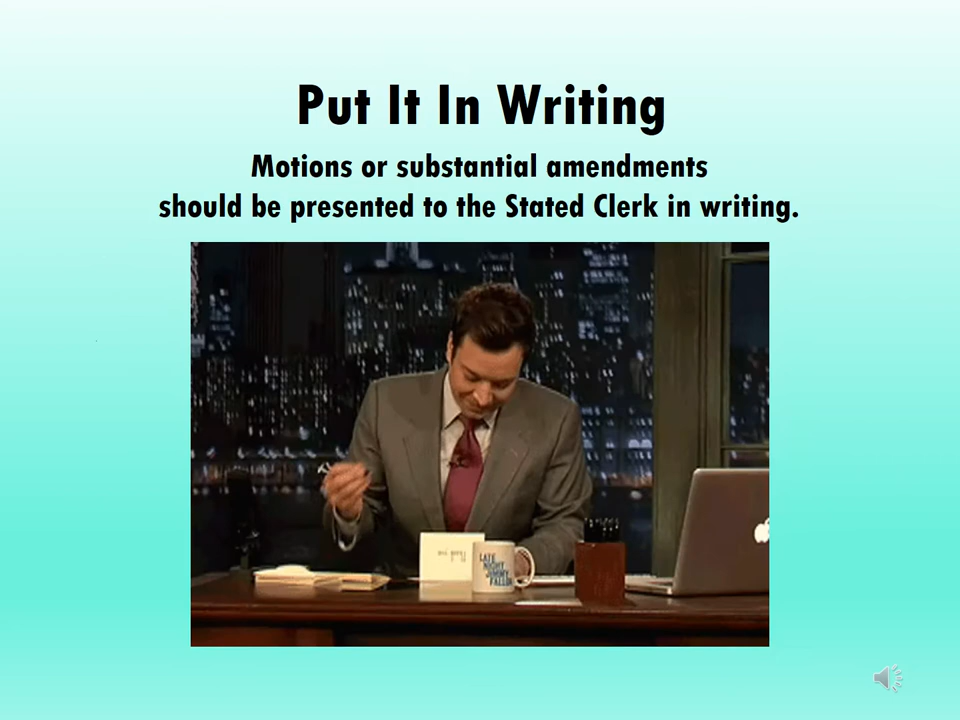 Put It In Writing
Motions or substantial amendments
should be presented to the Stated Clerk in writing.
LATE
NIGHT
JIMMY
FALLON